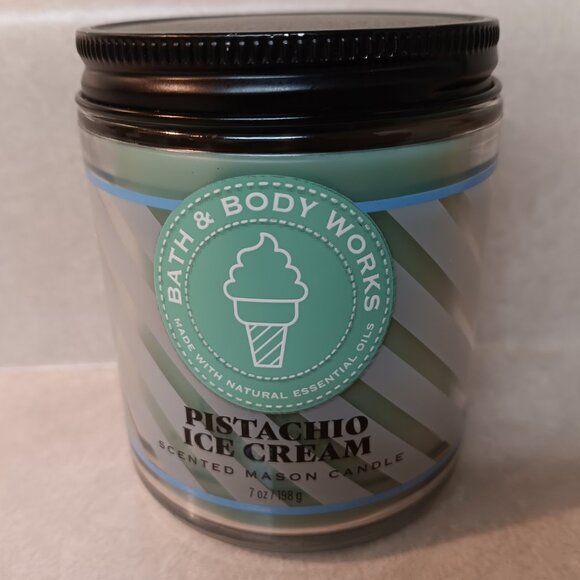 BATH & BODY WORKS
MADE WITH NATURAL ESSENTIAL OILS
PISTACHIO
ICE CREAM
SCENTED MASON CANDLE
7 oz / 198 g